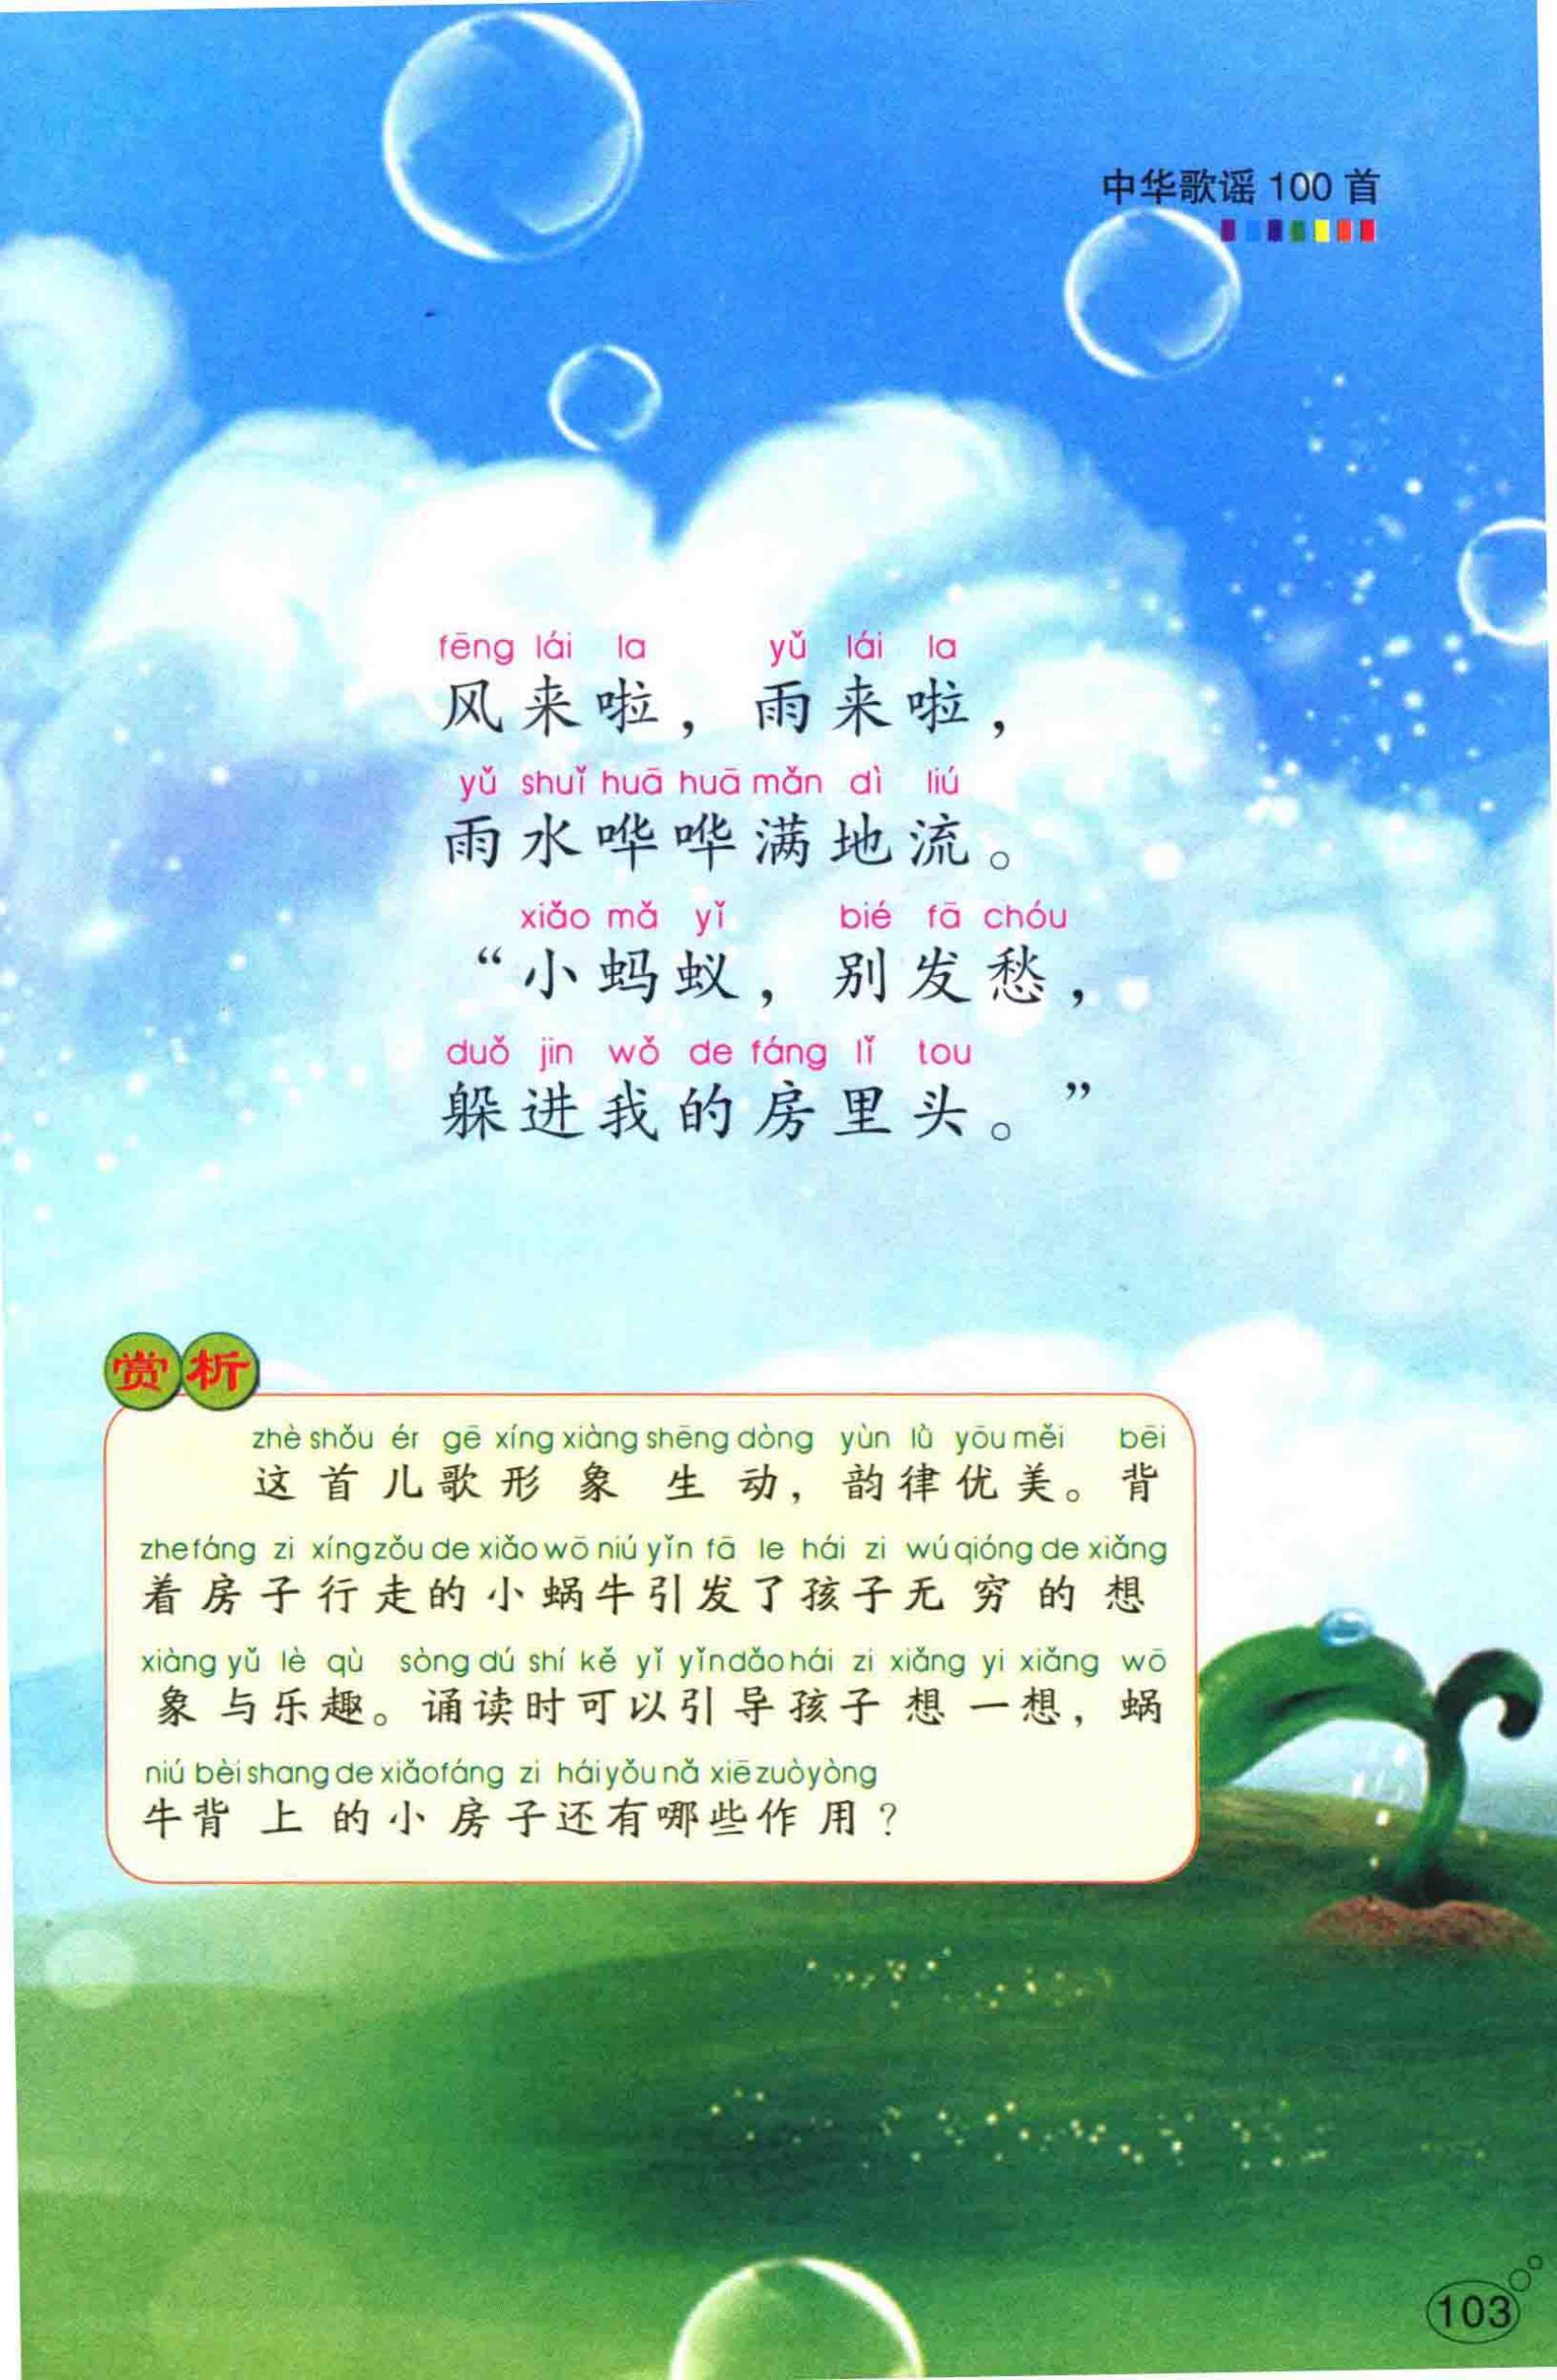 中华歌谣 100 首
fēng lái la yǔ lái la
风来啦，雨来啦，
yǔ shuǐ huā huā mǎn dì liú
雨水哗哗满地流。
xiǎo mǎ yǐ bié fā chóu
“小蚂蚁，别发愁，
duǒ jìn wǒ de fáng lǐ tou
躲进我的房里头。”
赏析
zhè shǒu ér gē xíng xiàng shēng dòng yùn lǜ yōu měi bēi
这首儿歌形象生动，韵律优美。背
zhe fáng zi xíng zǒu de xiǎo wō niú yǐn fā le hái zi wú qióng de xiǎng
着房子行走的小蜗牛引发了孩子无穷的想
xiàng yǔ lè qù sòng dú shí kě yǐ yǐn dǎo hái zi xiǎng yi xiǎng wō
象与乐趣。诵读时可以引导孩子想一想，蜗
niú bèi shang de xiǎo fáng zi hái yǒu nǎ xiē zuò yòng
牛背上的小房子还有哪些作用？
103